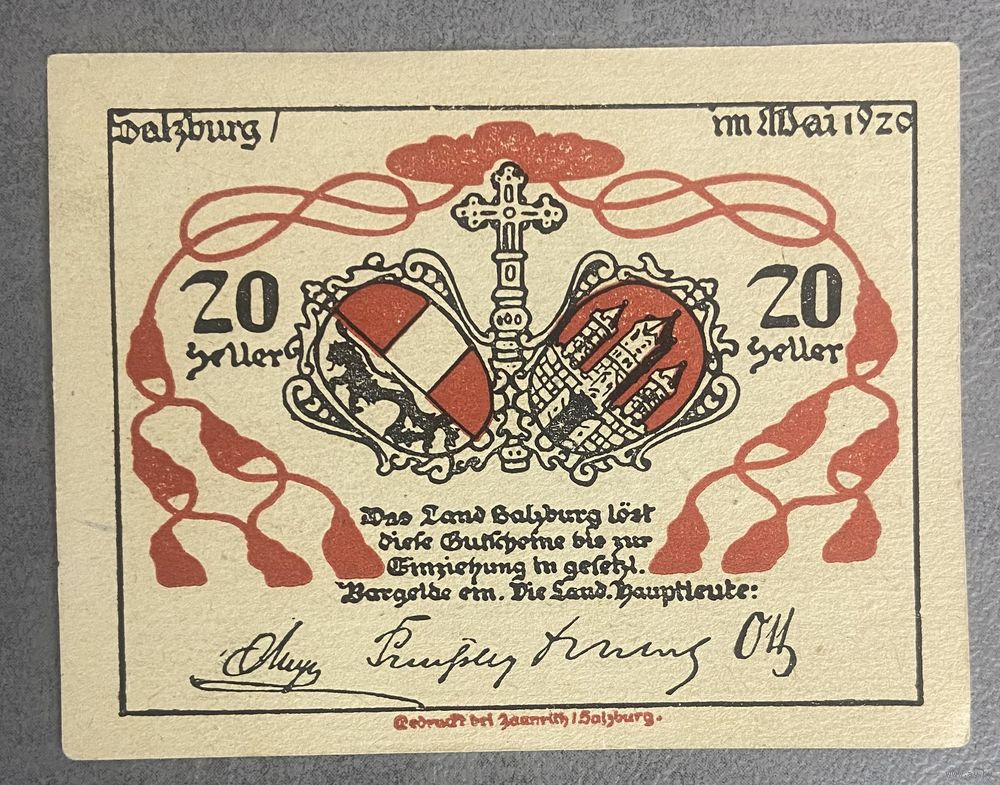 Salzburg /
im Mai 1920
20
Heller
20
Heller
Das Land Salzburg löst
diese Gutscheine bis zur
Einziehung in gesetzl.
Bargelde ein. Die Land. Hauptleute:
Ott
Gedruckt bei Zaunrith / Salzburg.